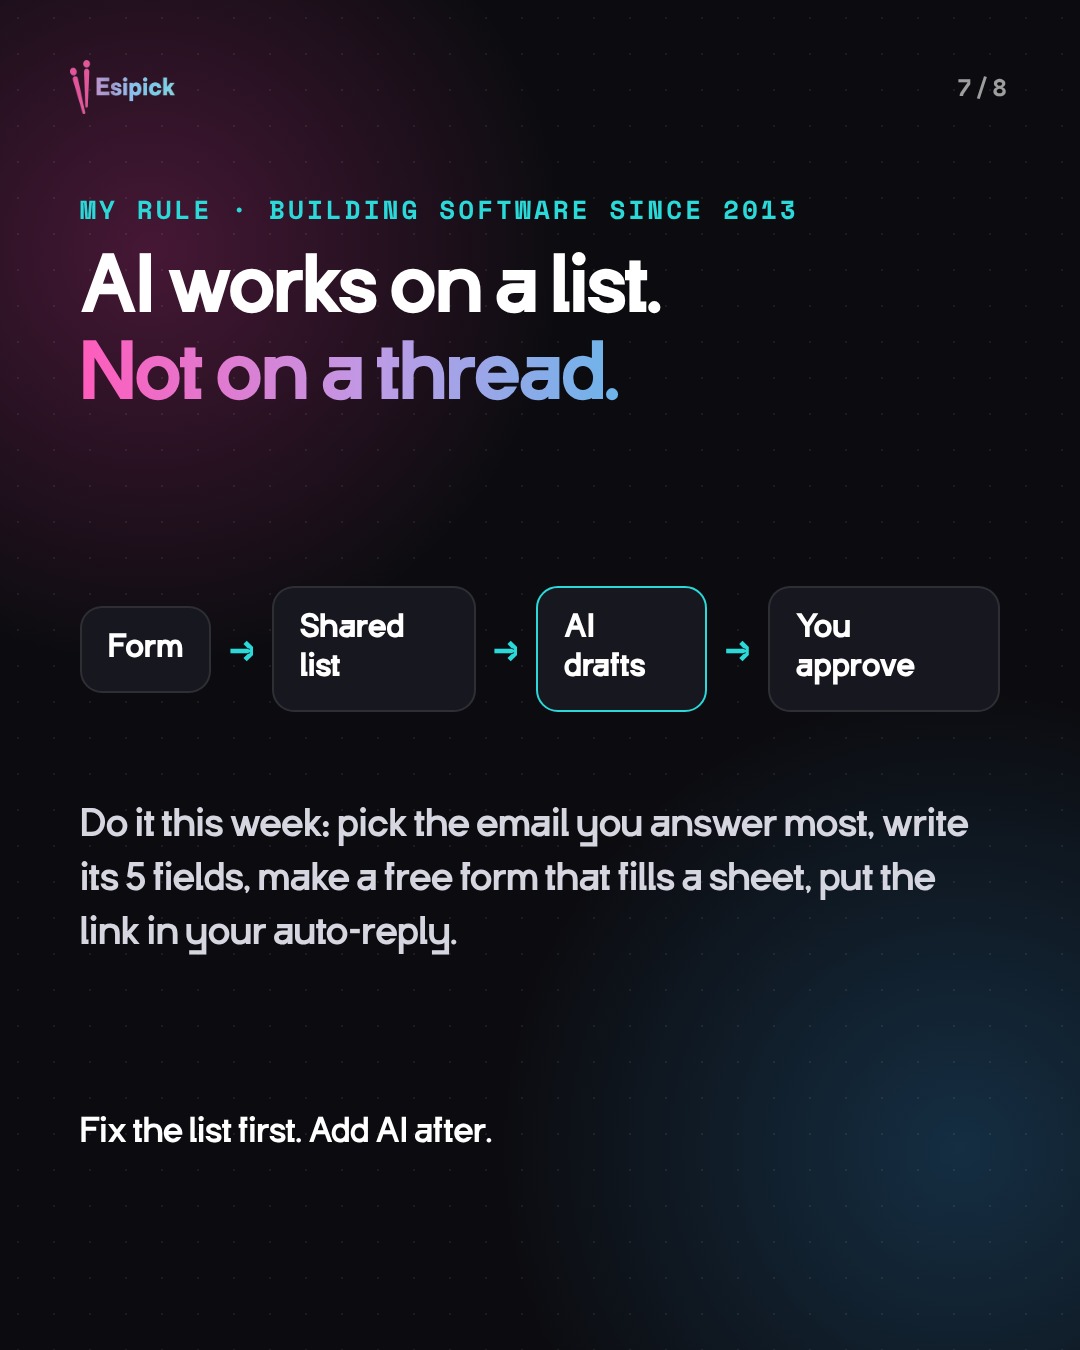 Esipick
7 / 8
MY RULE · BUILDING SOFTWARE SINCE 2013
AI works on a list.
Not on a thread.
Form → Shared list → AI drafts → You approve
Do it this week: pick the email you answer most, write
its 5 fields, make a free form that fills a sheet, put the
link in your auto-reply.
Fix the list first. Add AI after.